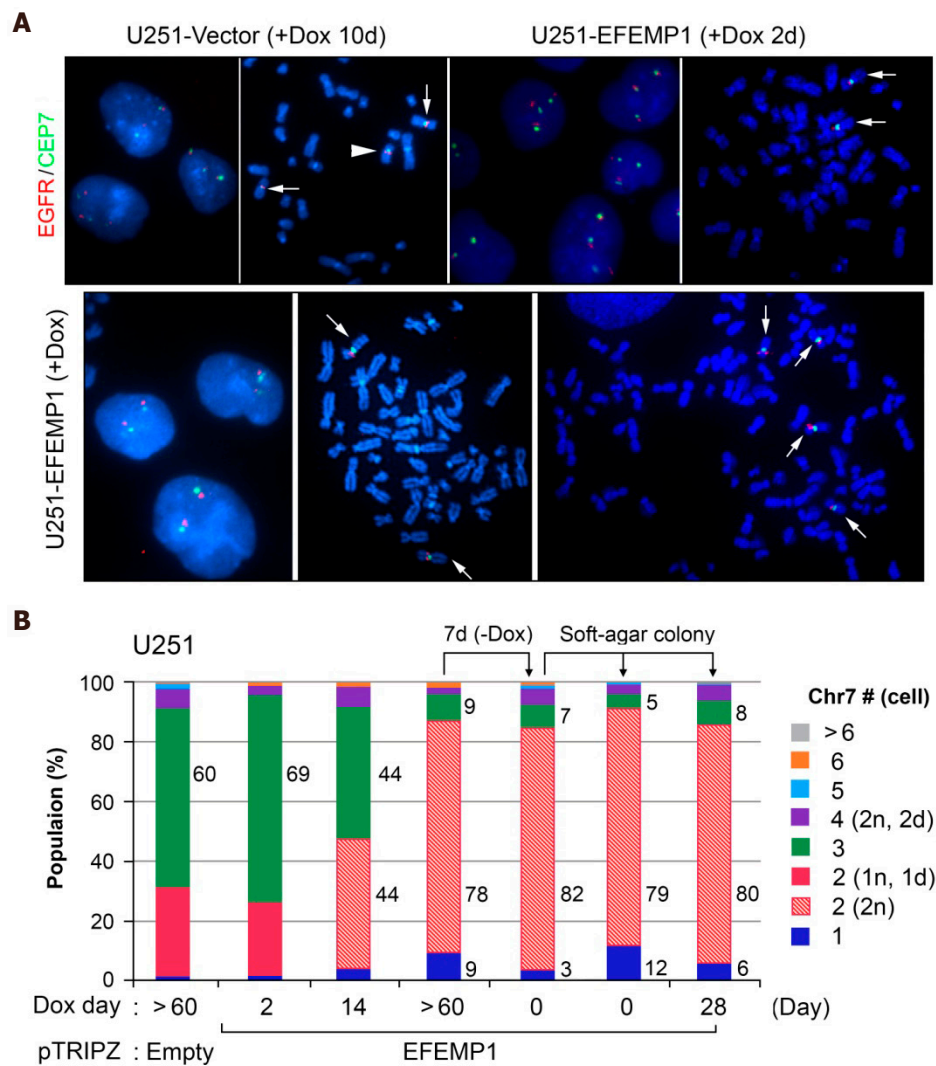 A
U251-Vector (+Dox 10d)
U251-EFEMP1 (+Dox 2d)
EGFR/CEP7
U251-EFEMP1 (+Dox)
B
U251
7d (-Dox)
Soft-agar colony
100
80
60
40
20
0
Populaion (%)
60
69
44
44
9
78
9
7
82
3
5
79
12
8
80
6
Chr7 # (cell)
>6
6
5
4 (2n, 2d)
3
2 (1n, 1d)
2 (2n)
1
Dox day : >60 2 14 >60 0 0 28 (Day)
pTRIPZ : Empty EFEMP1